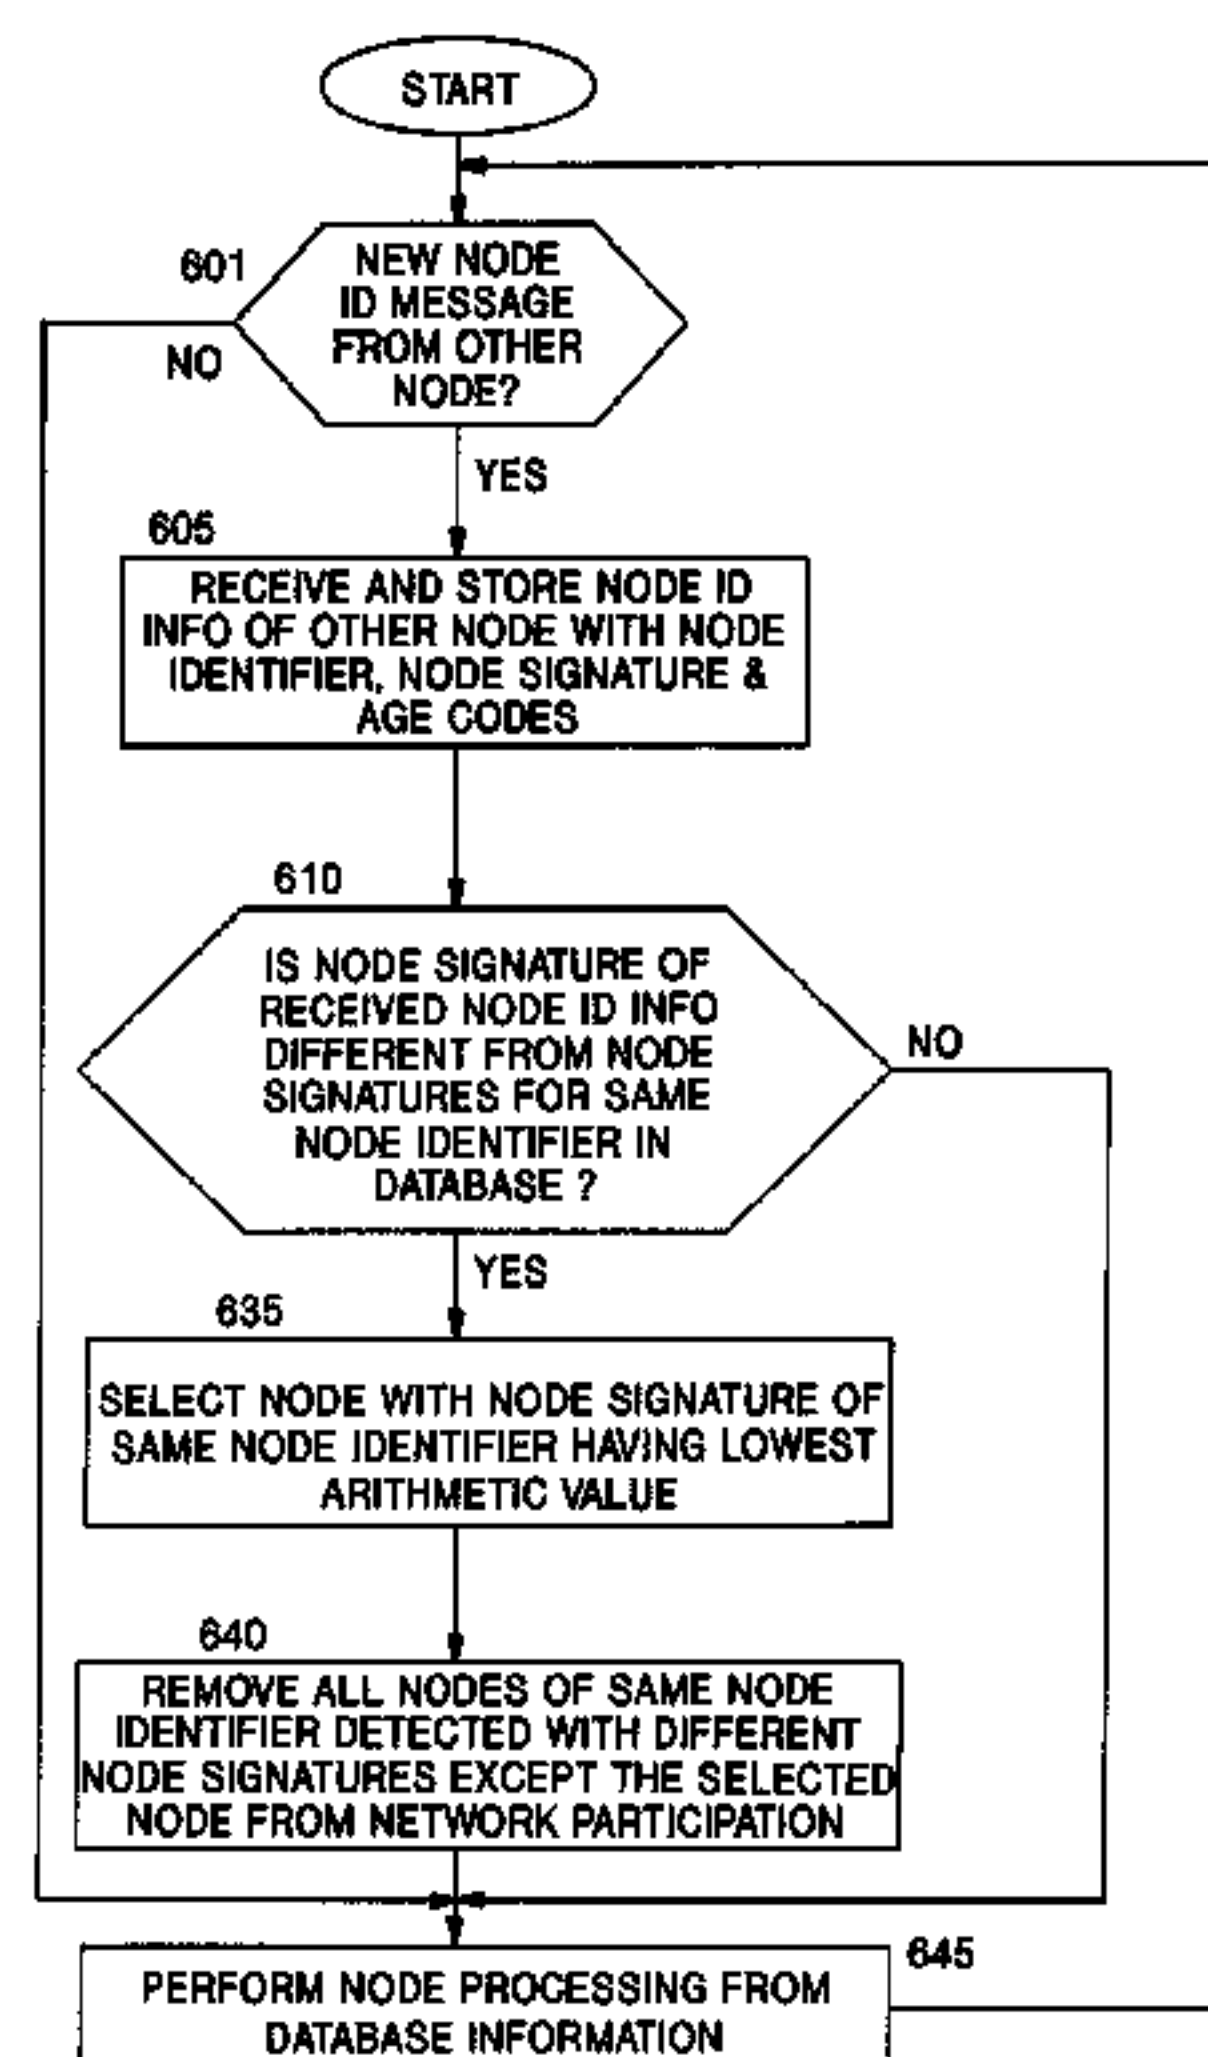 START
601
NEW NODE
ID MESSAGE
FROM OTHER
NODE?
NO
YES
605
RECEIVE AND STORE NODE ID
INFO OF OTHER NODE WITH NODE
IDENTIFIER, NODE SIGNATURE &
AGE CODES
610
IS NODE SIGNATURE OF
RECEIVED NODE ID INFO
DIFFERENT FROM NODE
SIGNATURES FOR SAME
NODE IDENTIFIER IN
DATABASE ?
NO
YES
635
SELECT NODE WITH NODE SIGNATURE OF
SAME NODE IDENTIFIER HAVING LOWEST
ARITHMETIC VALUE
640
REMOVE ALL NODES OF SAME NODE
IDENTIFIER DETECTED WITH DIFFERENT
NODE SIGNATURES EXCEPT THE SELECTED
NODE FROM NETWORK PARTICIPATION
645
PERFORM NODE PROCESSING FROM
DATABASE INFORMATION